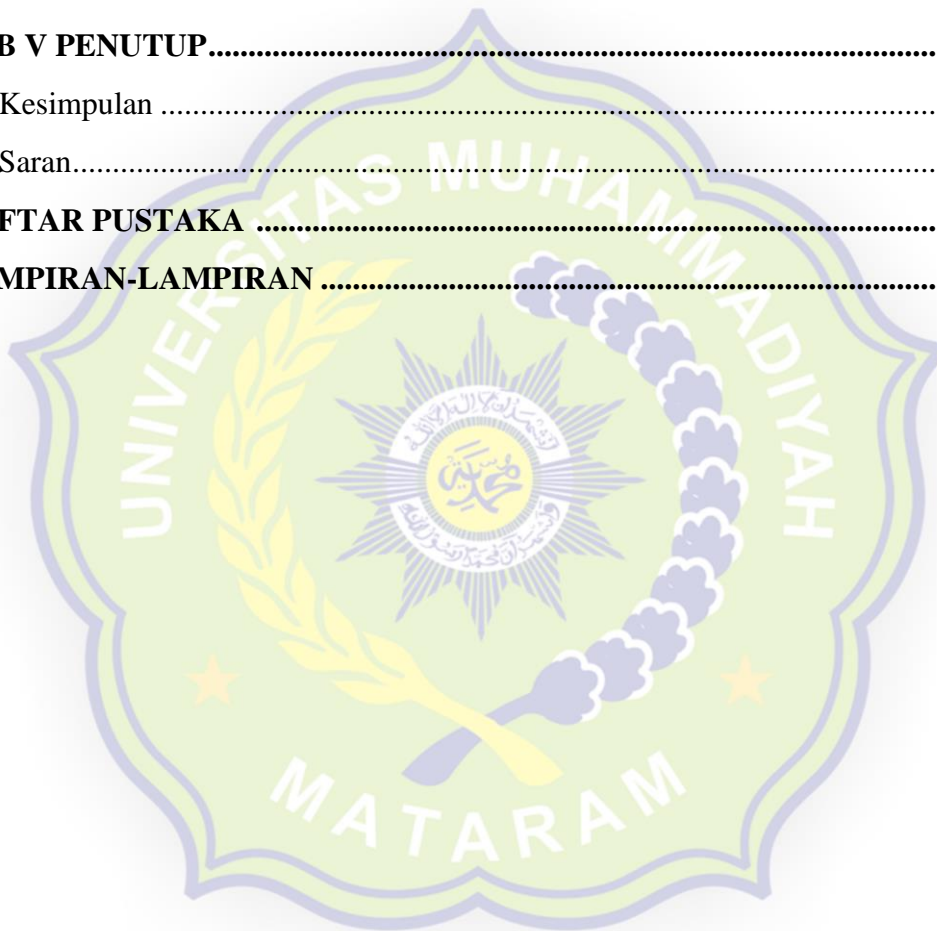 B V PENUTUP..........................................................................................
Kesimpulan .................................................................................................
Saran............................................................................................................
FTAR PUSTAKA ....................................................................................
MPIRAN-LAMPIRAN ............................................................................
UNIVERSITAS MUHAMMADIYAH
MATARAM